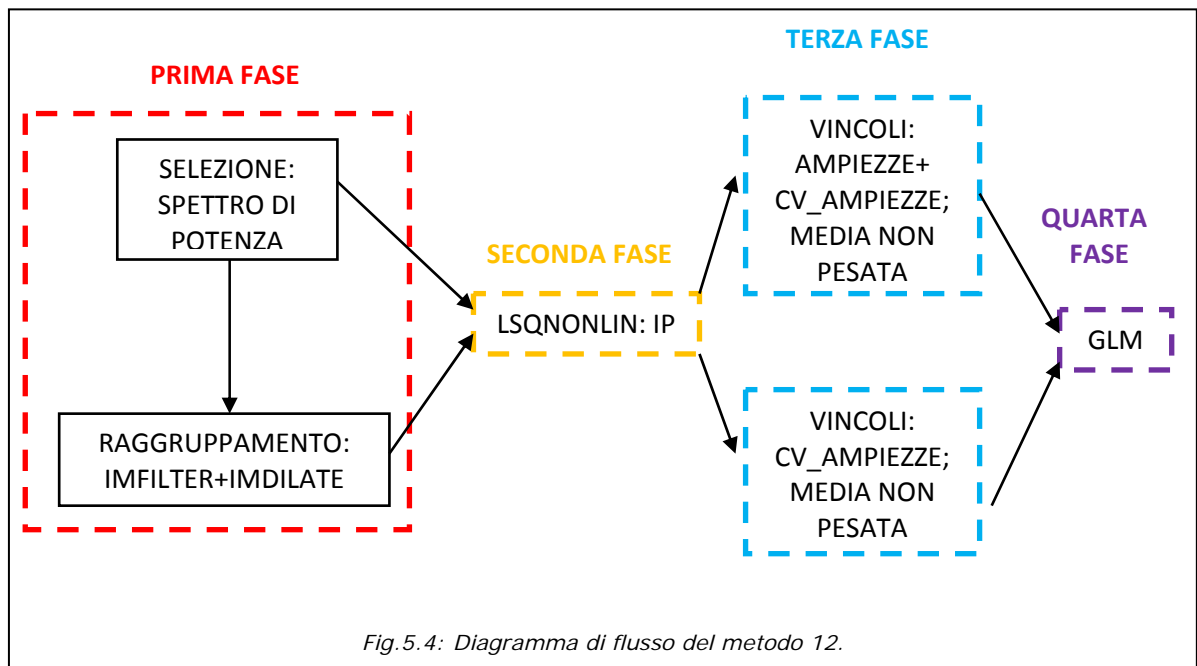 PRIMA FASE
SELEZIONE:
SPETTRO DI
POTENZA
RAGGRUPPAMENTO:
IMFILTER+IMDILATE
SECONDA FASE
LSQNONLIN: IP
TERZA FASE
VINCOLI:
AMPIEZZE+
CV_AMPIEZZE;
MEDIA NON
PESATA
VINCOLI:
CV_AMPIEZZE;
MEDIA NON
PESATA
QUARTA
FASE
GLM
Fig.5.4: Diagramma di flusso del metodo 12.